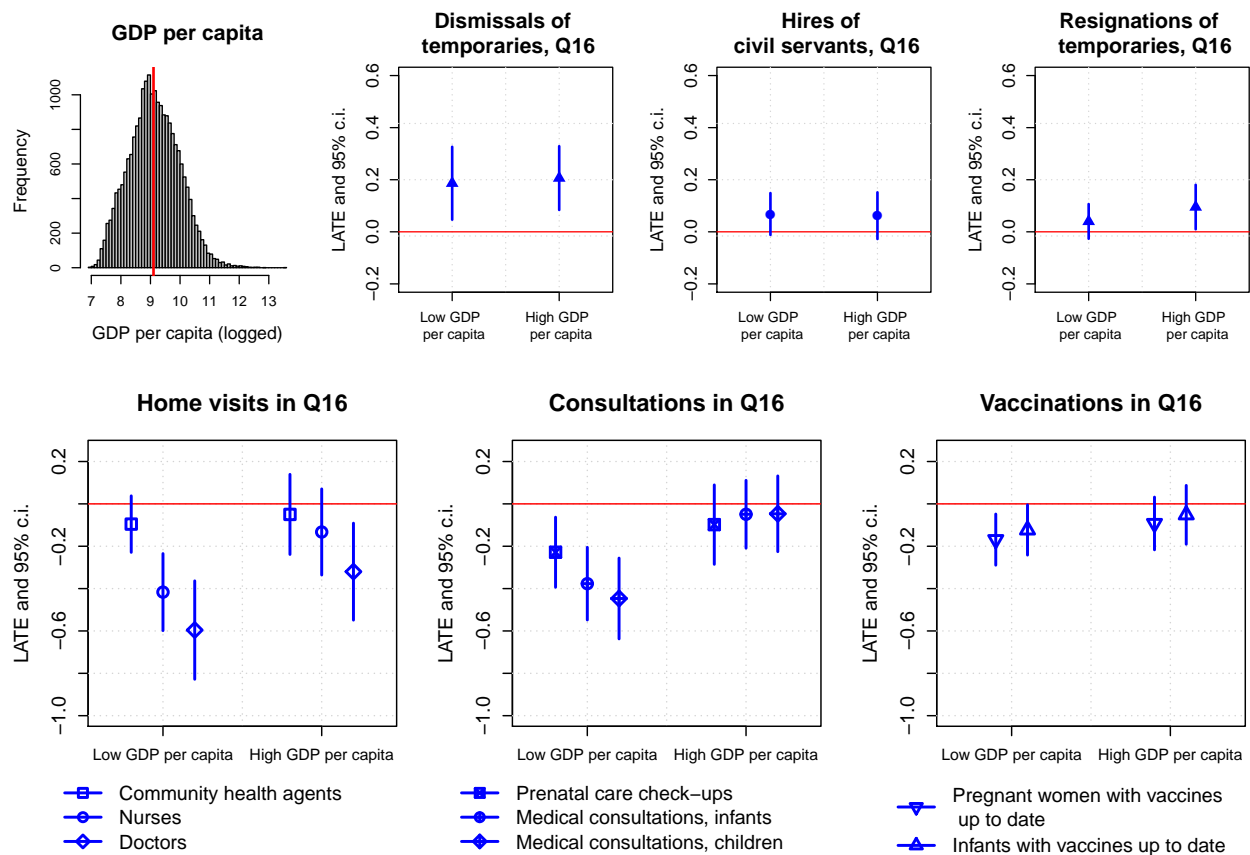 GDP per capita
Frequency
0
200
600
1000
7 8 9 10 11 12 13
GDP per capita (logged)
Dismissals of
temporaries, Q16
LATE and 95% c.i.
−0.2
0.0
0.2
0.4
0.6
Low GDP
per capita
High GDP
per capita
Hires of
civil servants, Q16
LATE and 95% c.i.
−0.2
0.0
0.2
0.4
0.6
Low GDP
per capita
High GDP
per capita
Resignations of
temporaries, Q16
LATE and 95% c.i.
−0.2
0.0
0.2
0.4
0.6
Low GDP
per capita
High GDP
per capita
Home visits in Q16
LATE and 95% c.i.
−1.0
−0.6
−0.2
0.2
Low GDP per capita
High GDP per capita
Community health agents
Nurses
Doctors
Consultations in Q16
LATE and 95% c.i.
−1.0
−0.6
−0.2
0.2
Low GDP per capita
High GDP per capita
Prenatal care check−ups
Medical consultations, infants
Medical consultations, children
Vaccinations in Q16
LATE and 95% c.i.
−1.0
−0.6
−0.2
0.2
Low GDP per capita
High GDP per capita
Pregnant women with vaccines
up to date
Infants with vaccines up to date